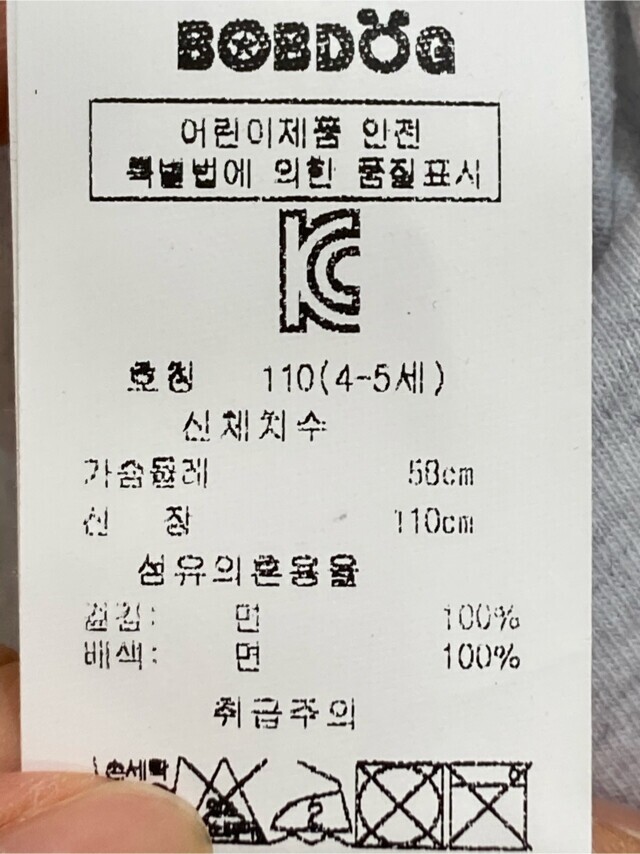 BOBDOG
어린이제품 안전
특별법에 의한 품질표시
KC
호칭 110(4-5세)
신체치수
가슴둘레 58cm
신 장 110cm
섬유의혼용율
겉감: 면 100%
배색: 면 100%
취급주의
손세탁
2